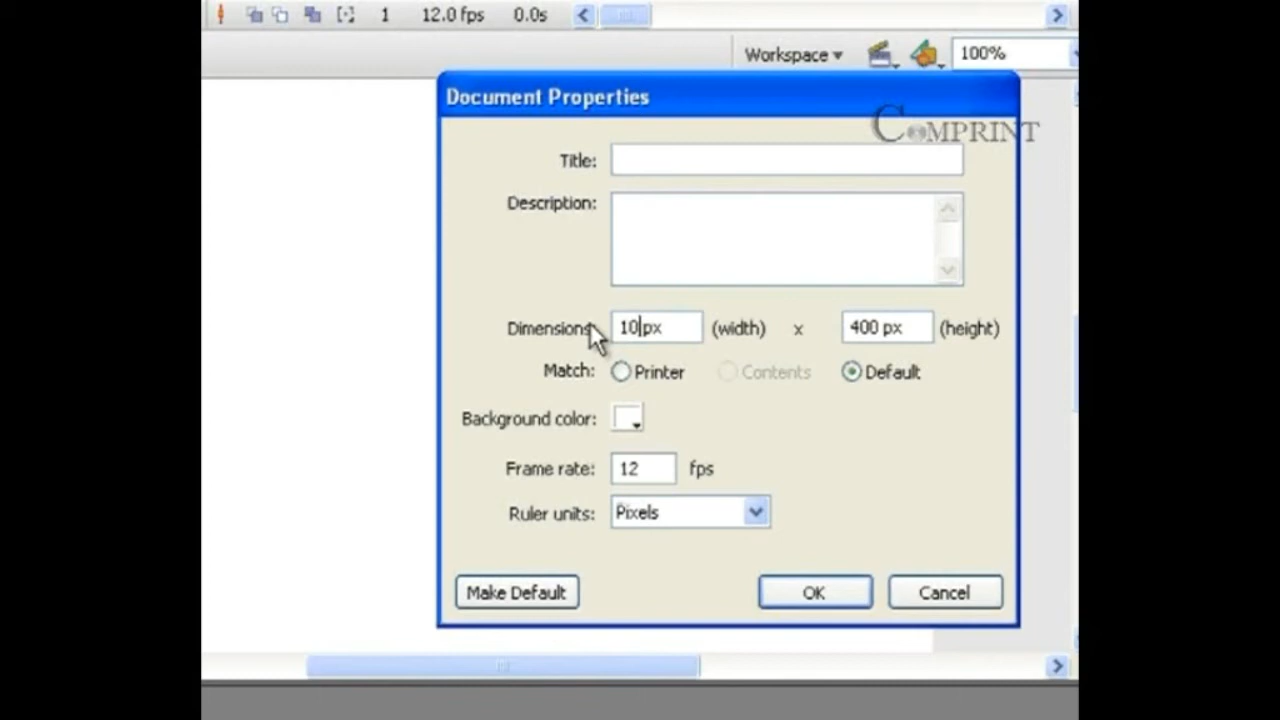 1 12.0 fps 0.0s
Workspace 100%
Document Properties
COMPRINT
Title:
Description:
Dimensions: 10px (width) x 400 px (height)
Match: Printer Contents Default
Background color:
Frame rate: 12 fps
Ruler units: Pixels
Make Default OK Cancel